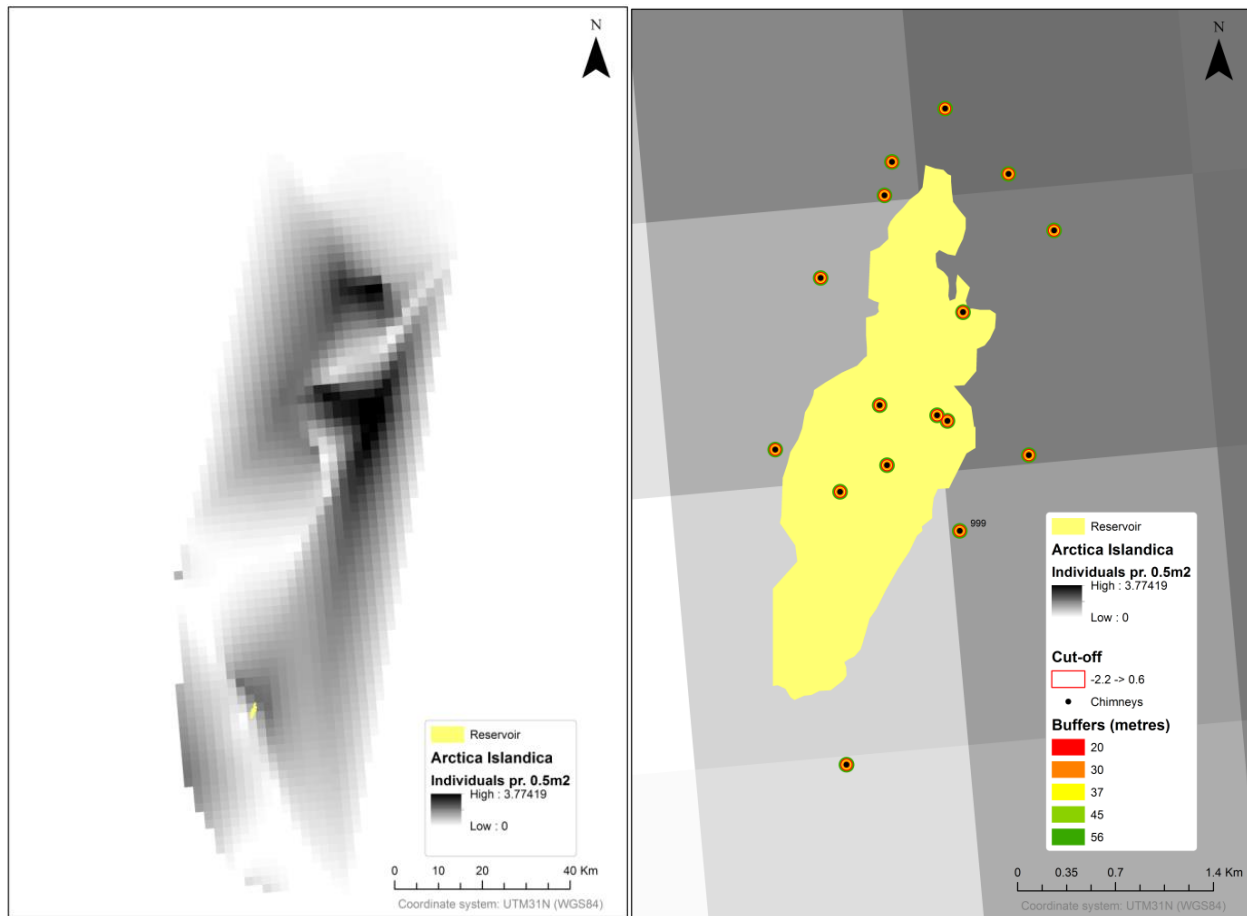 N
Reservoir
Arctica Islandica
Individuals pr. 0.5m2
High : 3.77419
Low : 0
0 10 20 40 Km
Coordinate system: UTM31N (WGS84)
N
999
Reservoir
Arctica Islandica
Individuals pr. 0.5m2
High : 3.77419
Low : 0
Cut-off
-2.2 -> 0.6
Chimneys
Buffers (metres)
20
30
37
45
56
0 0.35 0.7 1.4 Km
Coordinate system: UTM31N (WGS84)